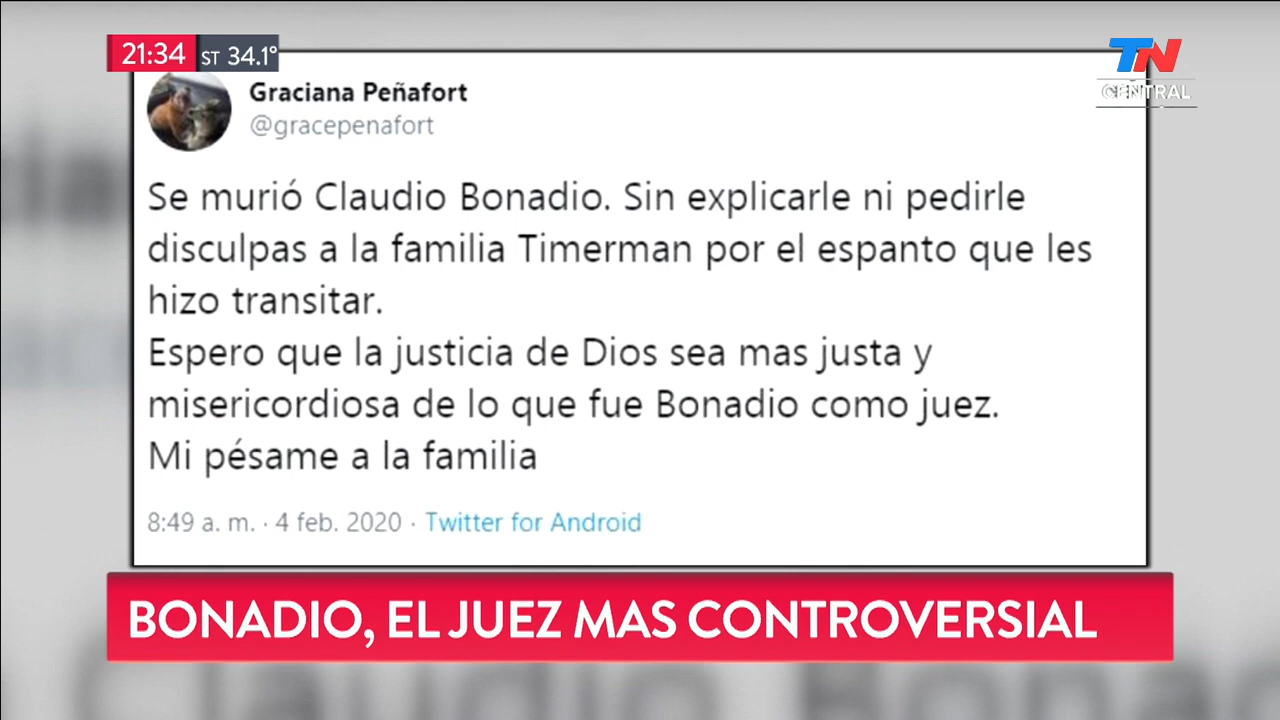 21:34 ST 34.1°
TN
CENTRAL
Graciana Peñafort
@gracepenafort
Se murió Claudio Bonadio. Sin explicarle ni pedirle
disculpas a la familia Timerman por el espanto que les
hizo transitar.
Espero que la justicia de Dios sea mas justa y
misericordiosa de lo que fue Bonadio como juez.
Mi pésame a la familia
8:49 a. m. · 4 feb. 2020 · Twitter for Android
BONADIO, EL JUEZ MAS CONTROVERSIAL